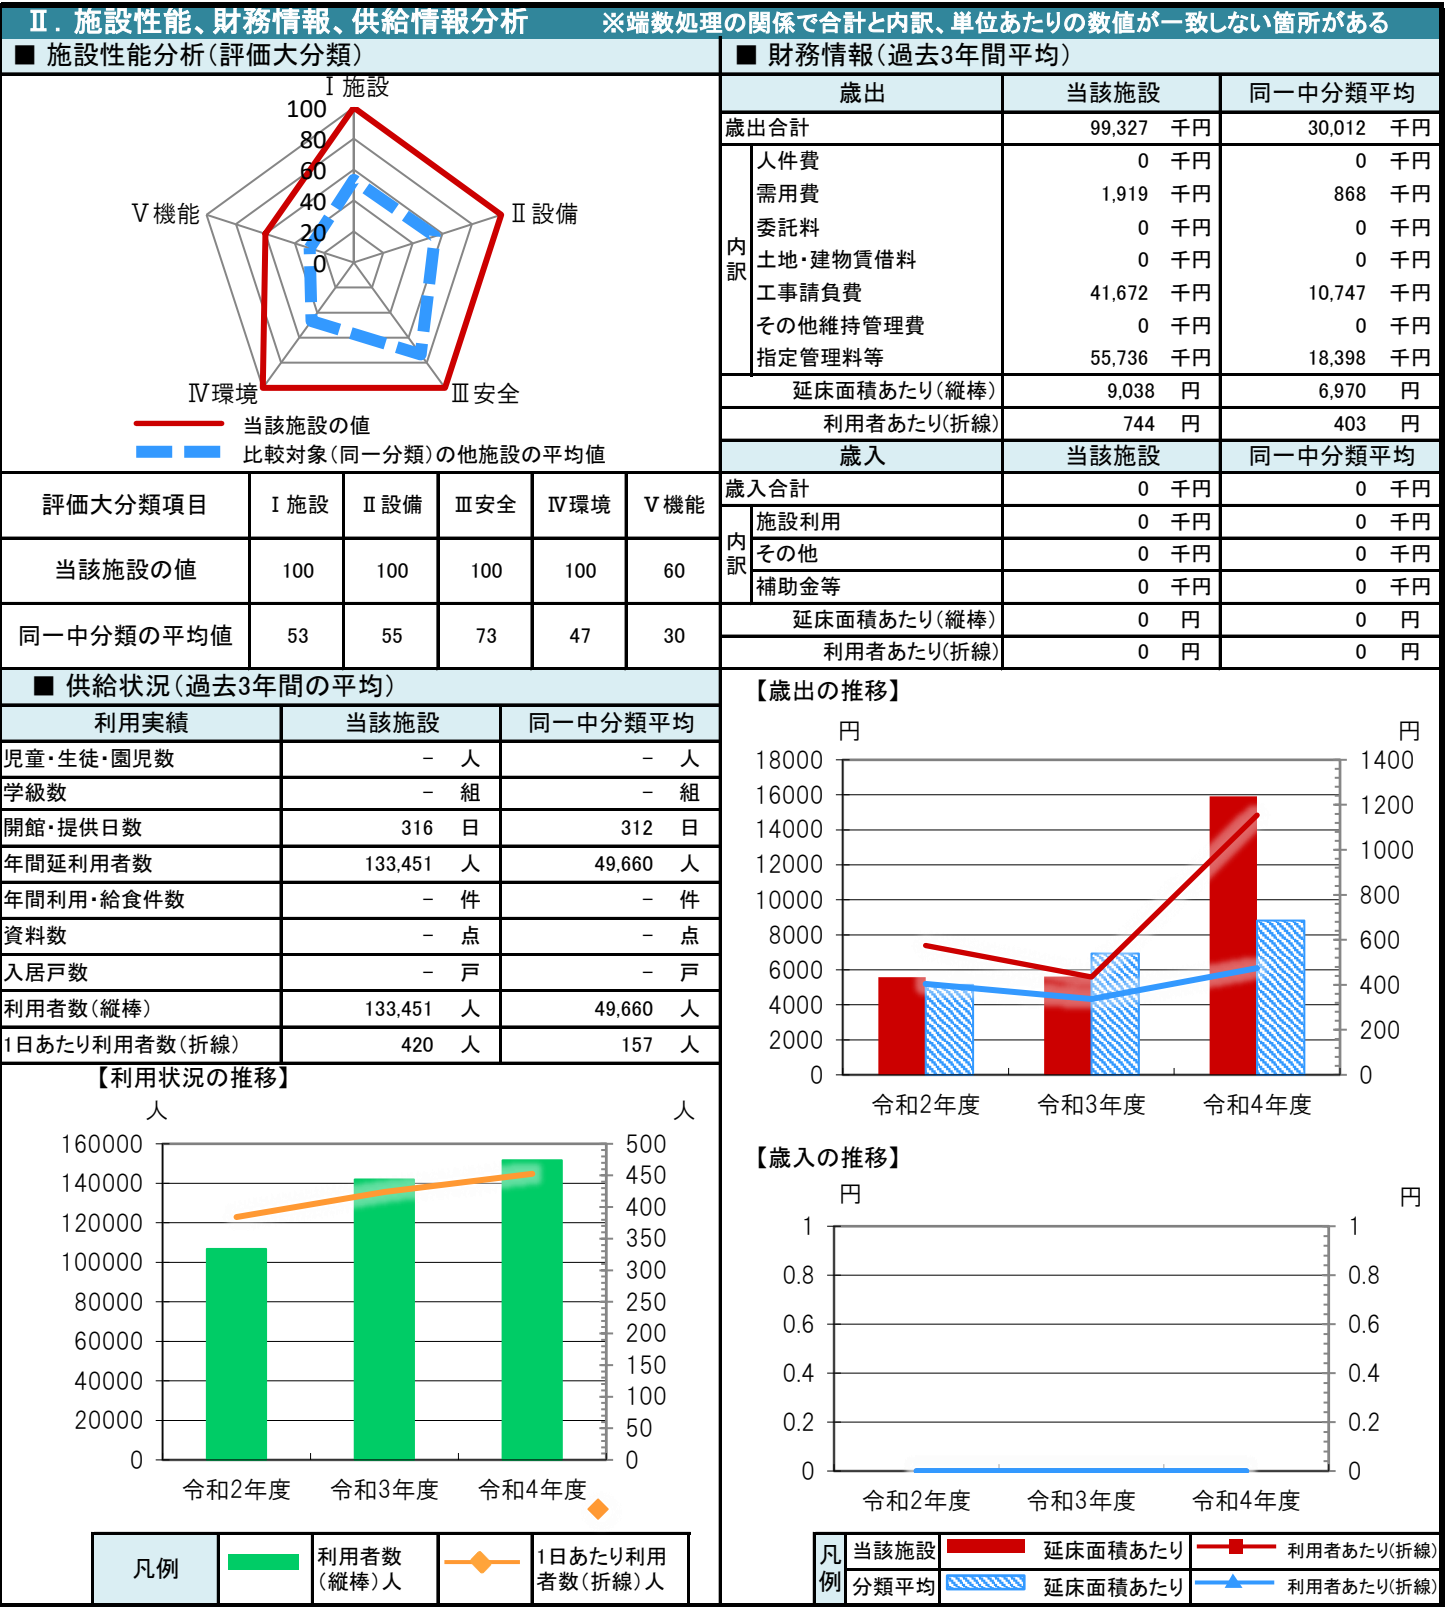 Ⅱ．施設性能、財務情報、供給情報分析　※端数処理の関係で合計と内訳、単位あたりの数値が一致しない箇所がある
■ 施設性能分析（評価大分類）
Ⅰ 施設
100
80
60
40
20
0
Ⅴ 機能
Ⅱ 設備
Ⅳ環境
Ⅲ安全
当該施設の値
比較対象（同一分類）の他施設の平均値
評価大分類項目 Ⅰ 施設 Ⅱ 設備 Ⅲ安全 Ⅳ環境 Ⅴ 機能
当該施設の値 100 100 100 100 60
同一中分類の平均値 53 55 73 47 30
■ 財務情報（過去3年間平均）
歳出 当該施設 同一中分類平均
歳出合計 99,327 千円 30,012 千円
内訳
人件費 0 千円 0 千円
需用費 1,919 千円 868 千円
委託料 0 千円 0 千円
土地・建物賃借料 0 千円 0 千円
工事請負費 41,672 千円 10,747 千円
その他維持管理費 0 千円 0 千円
指定管理料等 55,736 千円 18,398 千円
延床面積あたり（縦棒） 9,038 円 6,970 円
利用者あたり(折線) 744 円 403 円
歳入 当該施設 同一中分類平均
歳入合計 0 千円 0 千円
内訳
施設利用 0 千円 0 千円
その他 0 千円 0 千円
補助金等 0 千円 0 千円
延床面積あたり（縦棒） 0 円 0 円
利用者あたり(折線) 0 円 0 円
■ 供給状況（過去3年間の平均）
利用実績 当該施設 同一中分類平均
児童・生徒・園児数 － 人 － 人
学級数 － 組 － 組
開館・提供日数 316 日 312 日
年間延利用者数 133,451 人 49,660 人
年間利用・給食件数 － 件 － 件
資料数 － 点 － 点
入居戸数 － 戸 － 戸
利用者数（縦棒） 133,451 人 49,660 人
1日あたり利用者数（折線） 420 人 157 人
【利用状況の推移】
人 人
160000 500
140000 450
120000 400
100000 350
80000 300
60000 250
40000 200
20000 150
0 100
50
0
令和2年度 令和3年度 令和4年度
凡例 利用者数（縦棒）人 1日あたり利用者数（折線）人
【歳出の推移】
円 円
18000 1400
16000 1200
14000 1000
12000 800
10000 600
8000 400
6000 200
4000 0
2000
0
令和2年度 令和3年度 令和4年度
【歳入の推移】
円 円
1 1
0.8 0.8
0.6 0.6
0.4 0.4
0.2 0.2
0 0
令和2年度 令和3年度 令和4年度
凡例
当該施設 延床面積あたり 利用者あたり(折線)
分類平均 延床面積あたり 利用者あたり(折線)